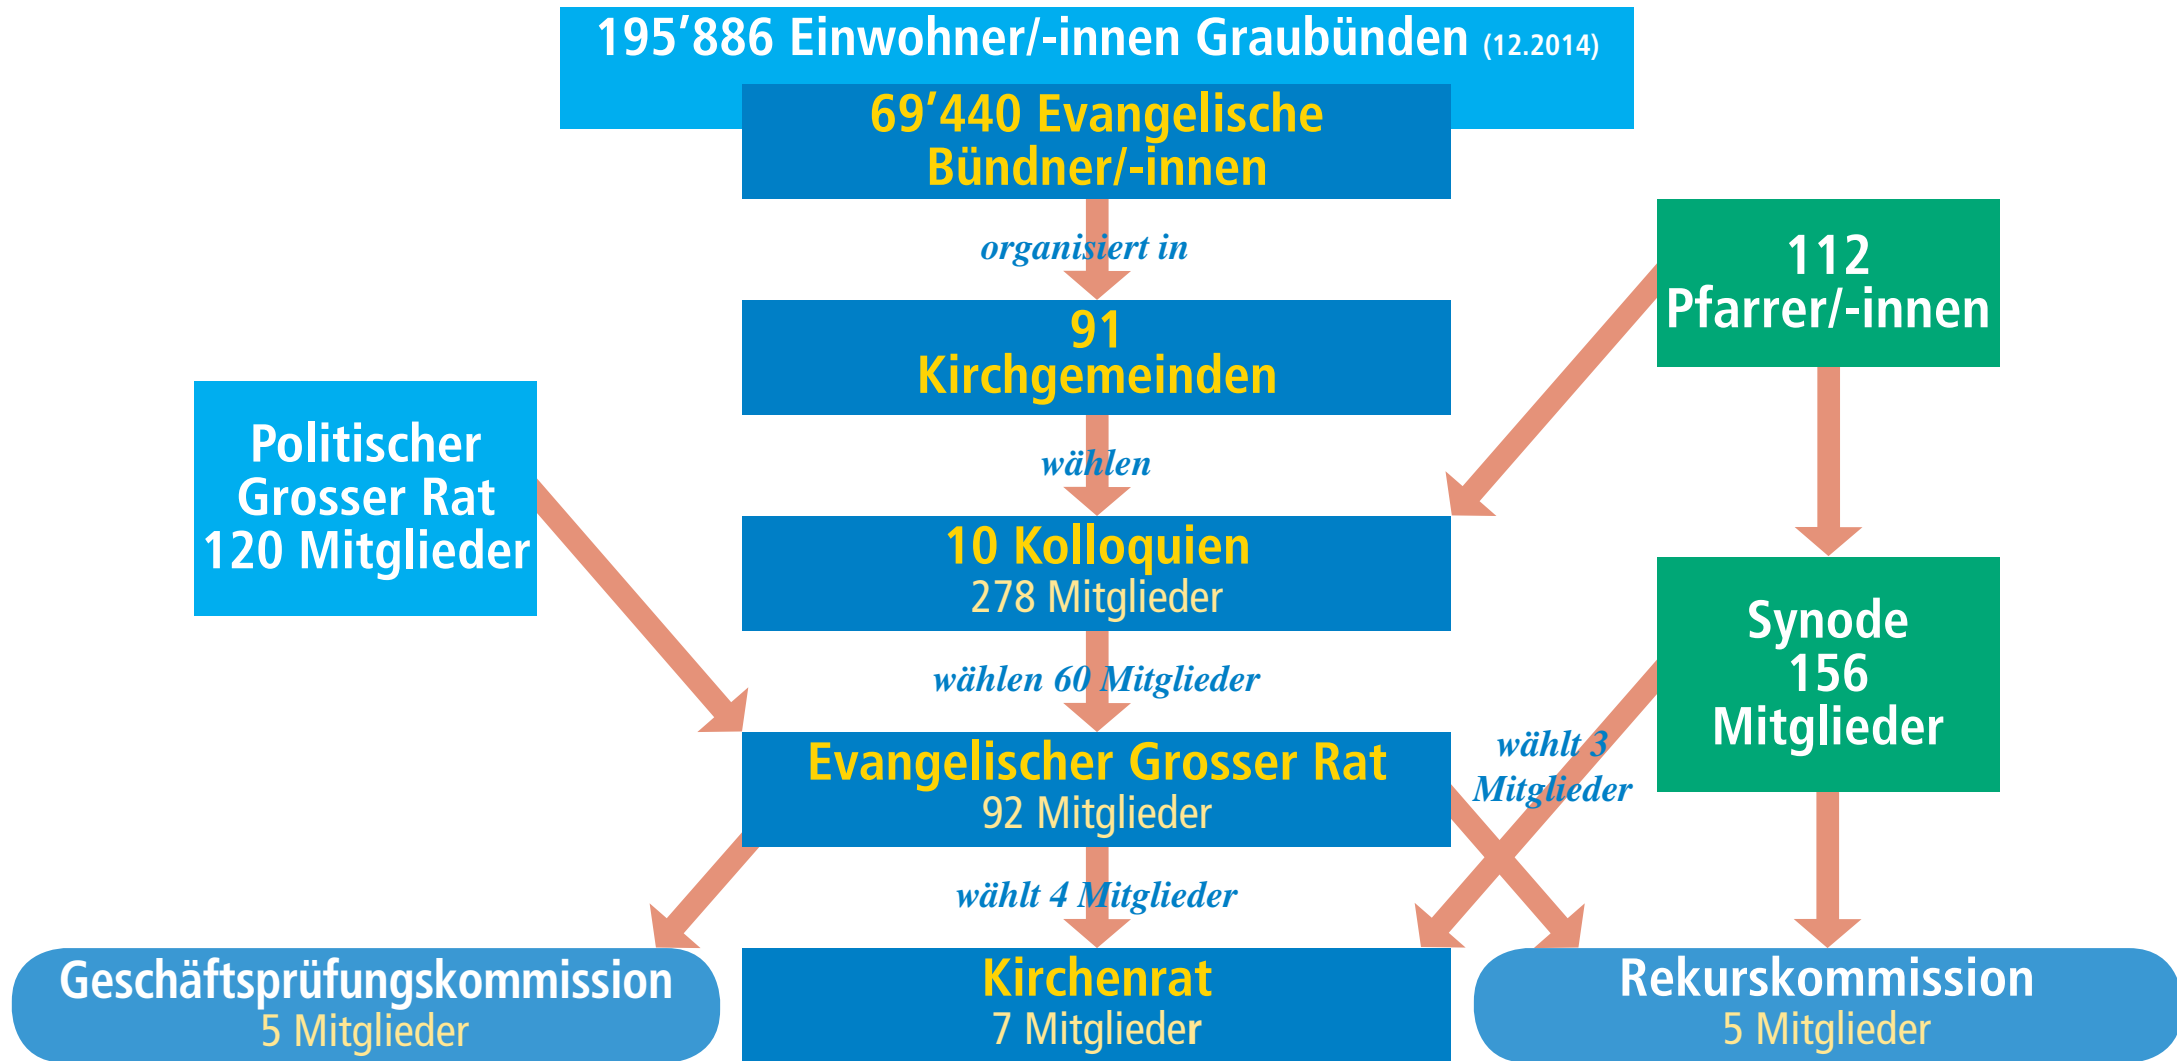 195’886 Einwohner/-innen Graubünden (12.2014)
69’440 Evangelische
Bündner/-innen
organisiert in
112
Pfarrer/-innen
91
Kirchgemeinden
Politischer
Grosser Rat
120 Mitglieder
wählen
10 Kolloquien
278 Mitglieder
Synode
156
Mitglieder
wählen 60 Mitglieder
Evangelischer Grosser Rat
92 Mitglieder
wählt 3
Mitglieder
wählt 4 Mitglieder
Geschäftsprüfungskommission
5 Mitglieder
Kirchenrat
7 Mitglieder
Rekurskommission
5 Mitglieder